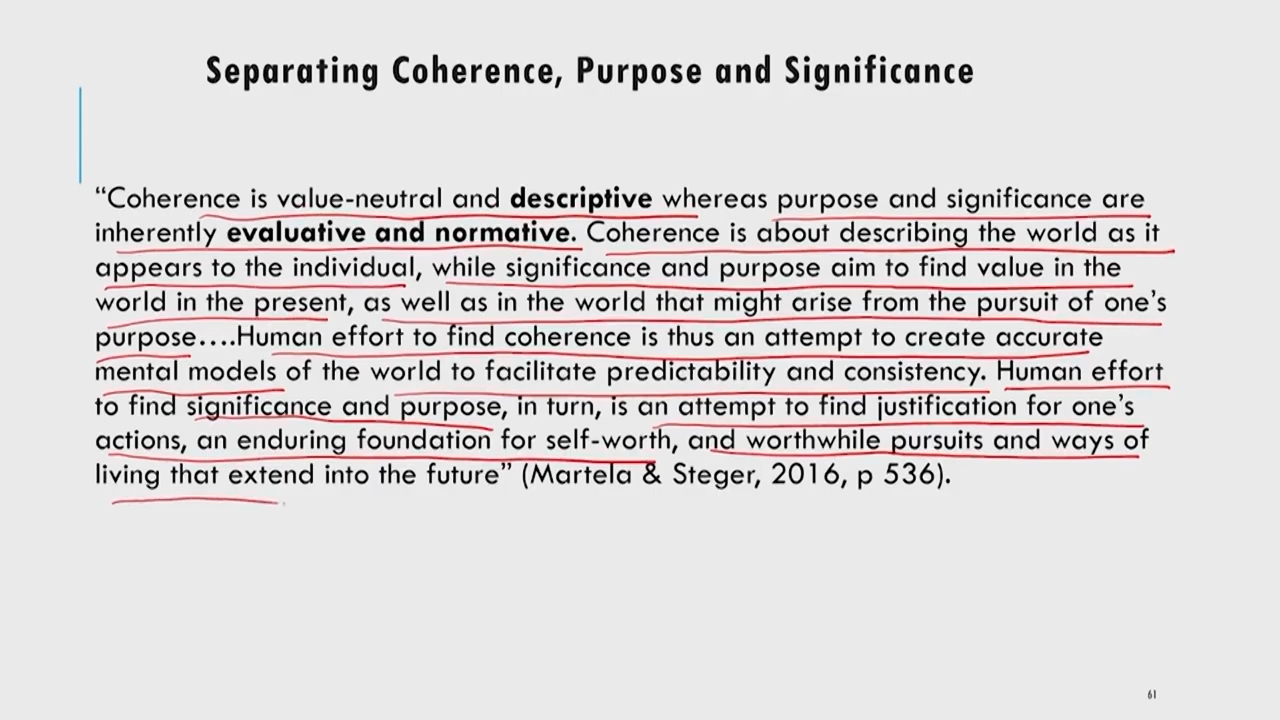 Separating Coherence, Purpose and Significance
“Coherence is value-neutral and descriptive whereas purpose and significance are
inherently evaluative and normative. Coherence is about describing the world as it
appears to the individual, while significance and purpose aim to find value in the
world in the present, as well as in the world that might arise from the pursuit of one’s
purpose….Human effort to find coherence is thus an attempt to create accurate
mental models of the world to facilitate predictability and consistency. Human effort
to find significance and purpose, in turn, is an attempt to find justification for one’s
actions, an enduring foundation for self-worth, and worthwhile pursuits and ways of
living that extend into the future” (Martela & Steger, 2016, p 536).
61